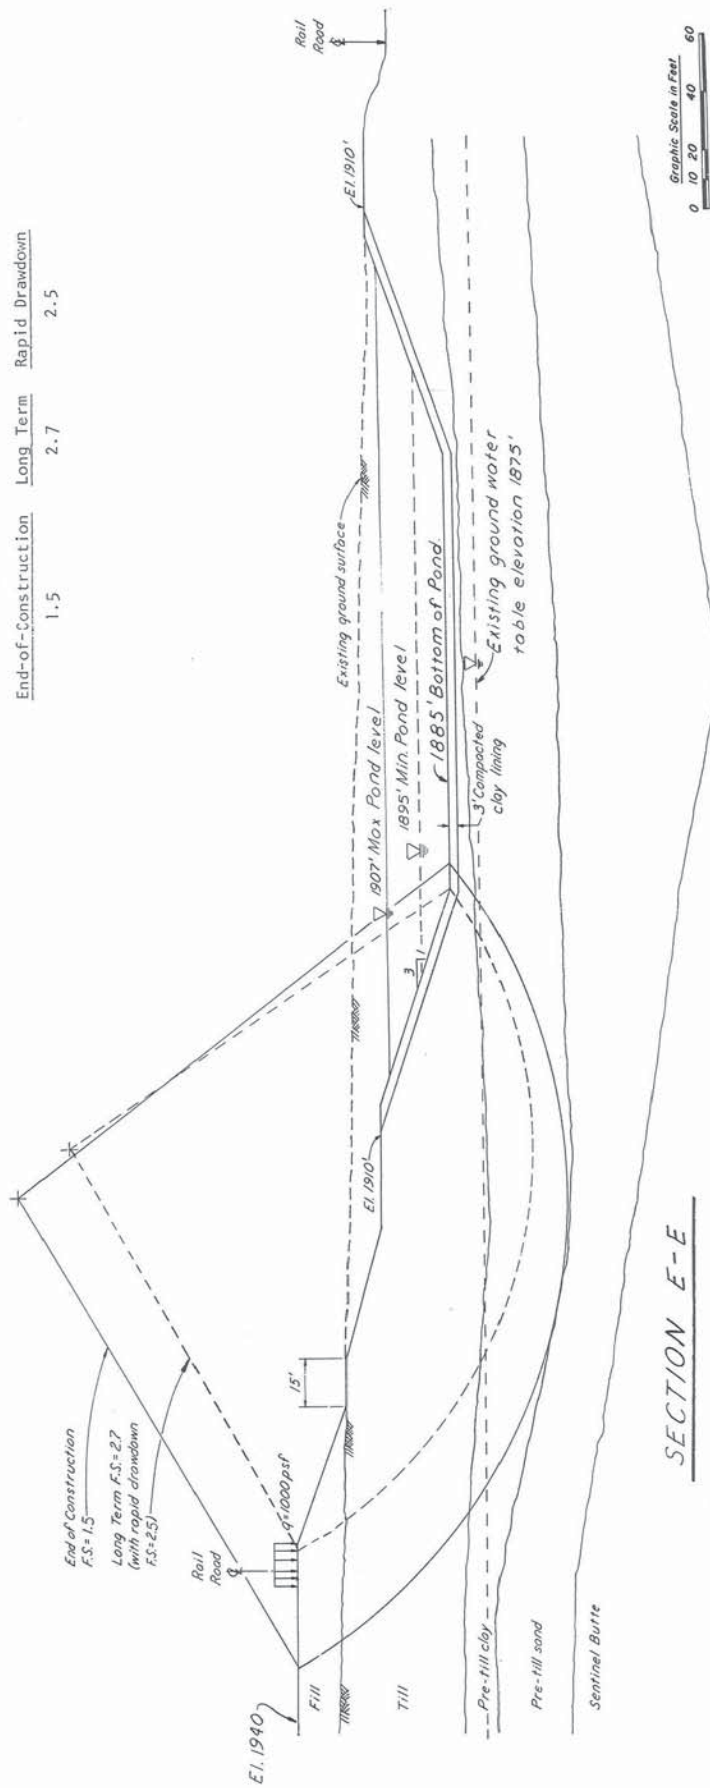 End-of-Construction Long Term Rapid Drawdown
1.5 2.7 2.5
End of Construction
F.S.= 1.5
Long Term F.S.= 2.7
(with rapid drawdown
F.S.= 2.5)
Rail
Road
q=1000psf
El. 1940
15'
El. 1910'
3
1
Existing ground surface
1907' Max Pond level
1895' Min. Pond level
1885' Bottom of Pond
3' Compacted
clay lining
Existing ground water
table elevation 1875'
El. 1910'
Rail
Road
Fill
Till
Pre-till clay
Pre-till sand
Sentinel Butte
SECTION E-E
Graphic Scale in Feet
0 10 20 40 60